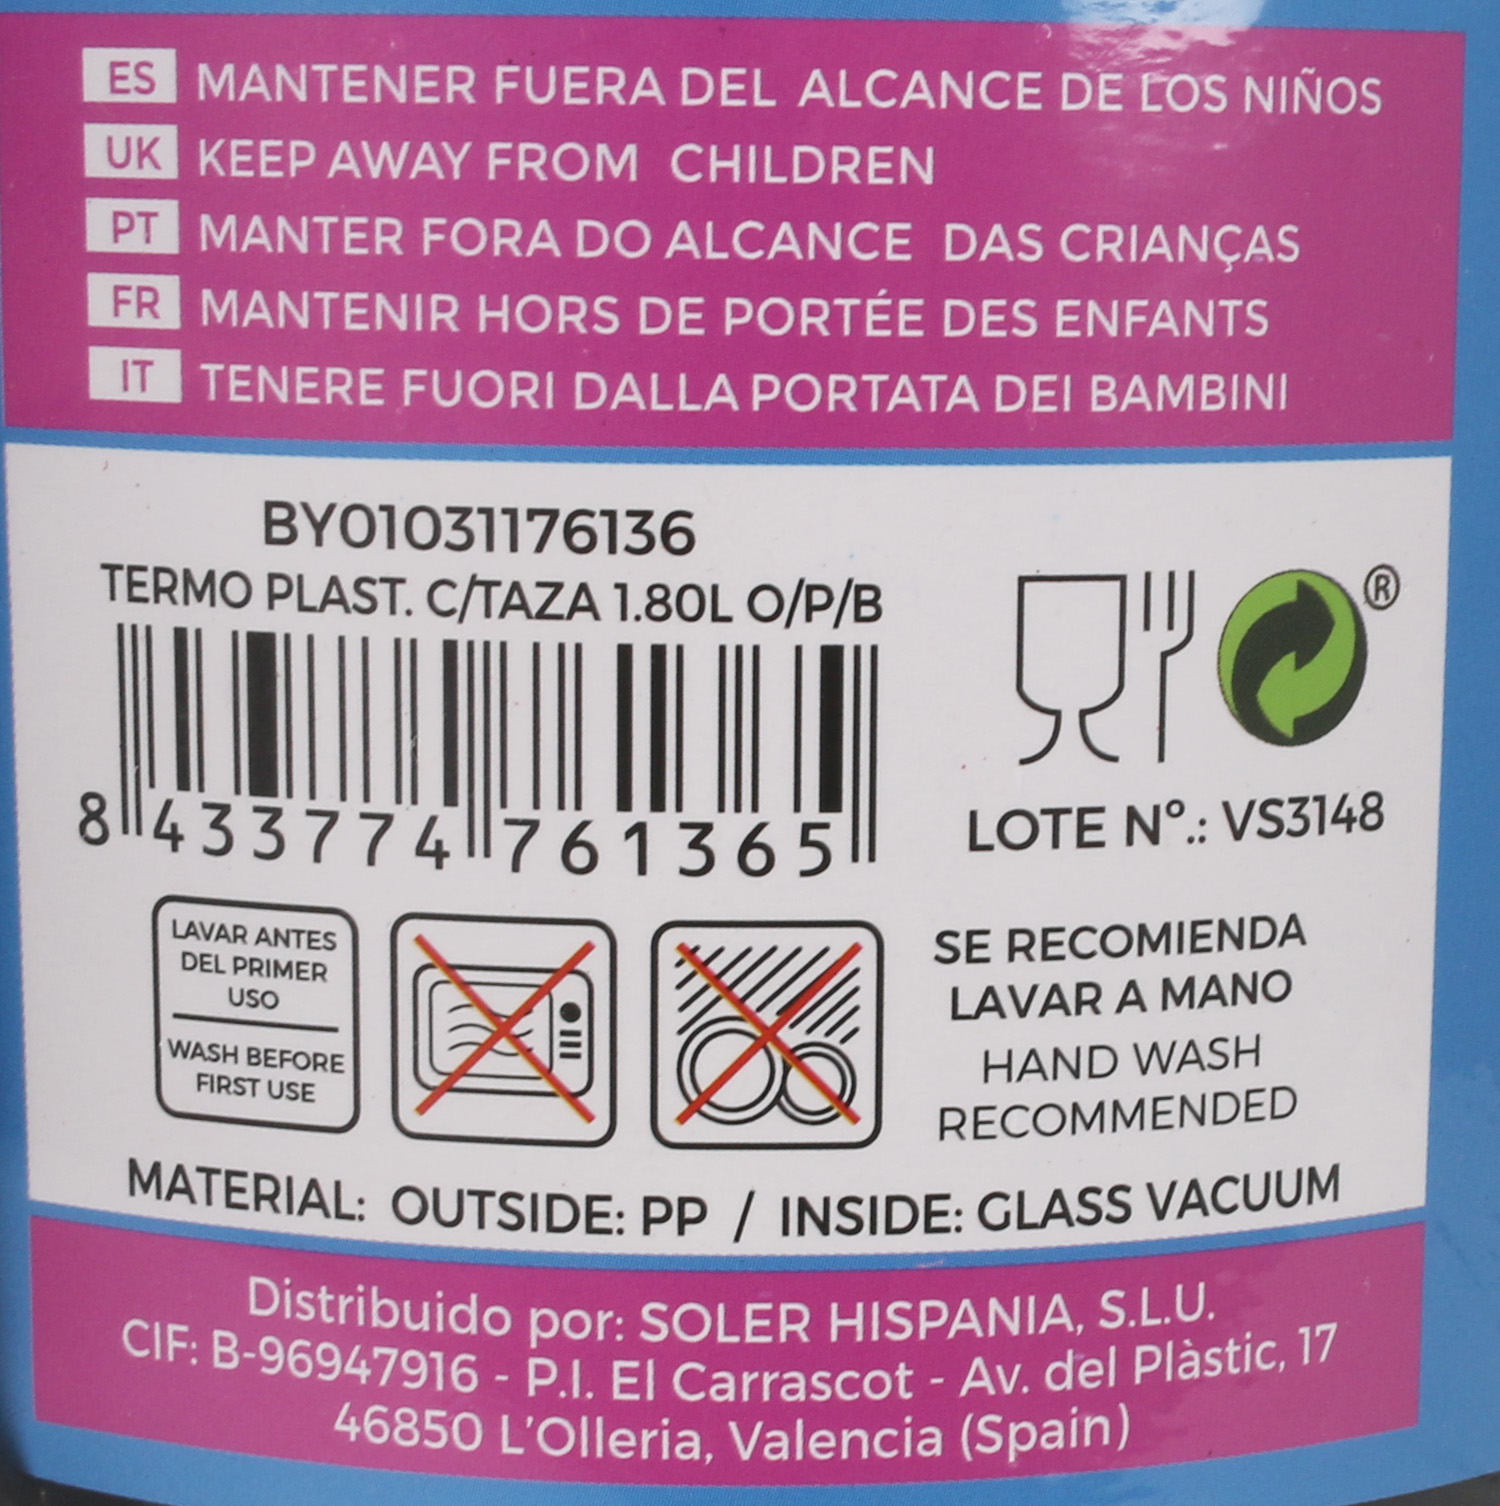 ES MANTENER FUERA DEL ALCANCE DE LOS NIÑOS
UK KEEP AWAY FROM CHILDREN
PT MANTER FORA DO ALCANCE DAS CRIANÇAS
FR MANTENIR HORS DE PORTÉE DES ENFANTS
IT TENERE FUORI DALLA PORTATA DEI BAMBINI
BY01031176136
TERMO PLAST. C/TAZA 1.80L O/P/B
8 433774 761365
®
LOTE Nº.: VS3148
LAVAR ANTES
DEL PRIMER
USO
WASH BEFORE
FIRST USE
SE RECOMIENDA
LAVAR A MANO
HAND WASH
RECOMMENDED
MATERIAL: OUTSIDE: PP / INSIDE: GLASS VACUUM
Distribuido por: SOLER HISPANIA, S.L.U.
CIF: B-96947916 - P.I. El Carrascot - Av. del Plàstic, 17
46850 L'Olleria, Valencia (Spain)